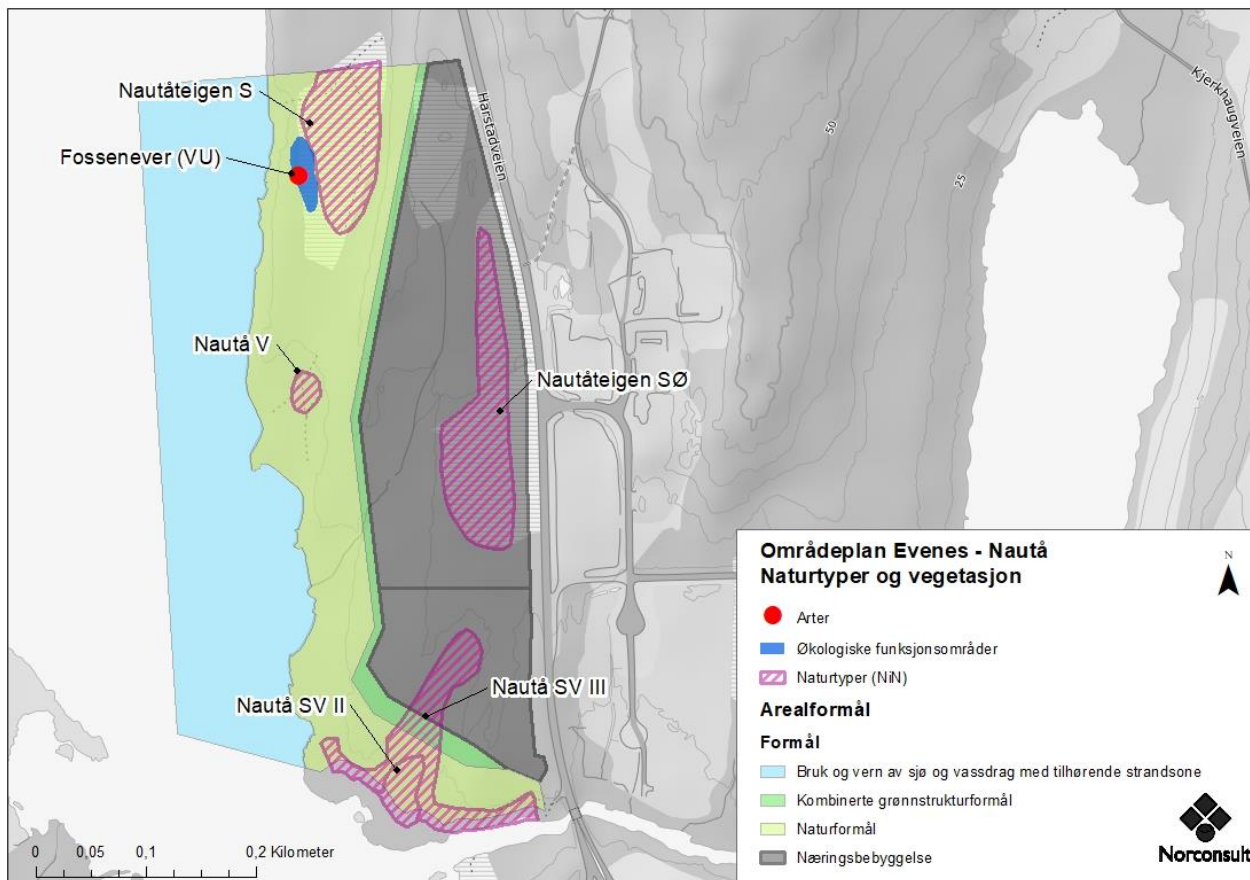 Nautåteigen S
Fossenever (VU)
Harstadveien
Kjerkhaugveien
50
25
Nautå V
Nautåteigen SØ
Nautå SV III
Nautå SV II
0 0,05 0,1 0,2 Kilometer
Områdeplan Evenes - Nautå
Naturtyper og vegetasjon
N
Arter
Økologiske funksjonsområder
Naturtyper (NiN)
Arealformål
Formål
Bruk og vern av sjø og vassdrag med tilhørende strandsone
Kombinerte grønnstrukturformål
Naturformål
Næringsbebyggelse
Norconsult